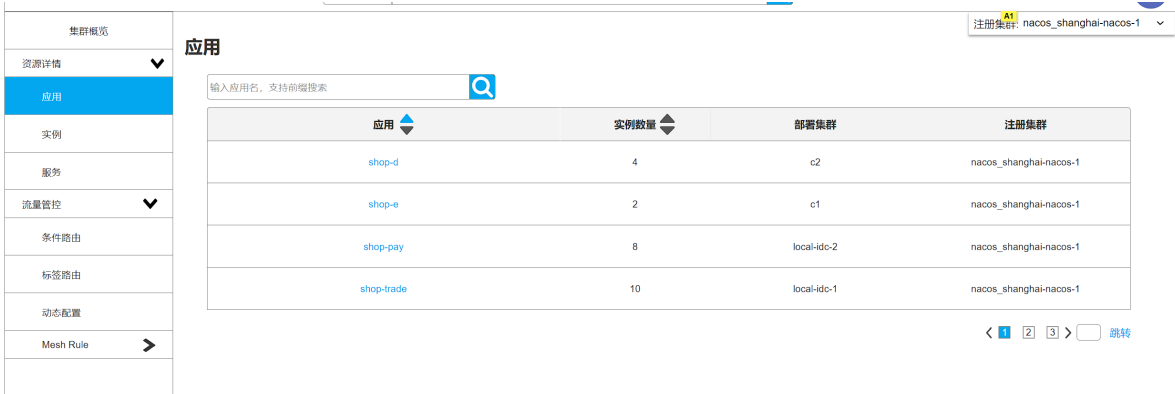 集群概览
资源详情
应用
实例
服务
流量管控
条件路由
标签路由
动态配置
Mesh Rule
A1
注册集群: nacos_shanghai-nacos-1
应用
输入应用名，支持前缀搜索
应用 实例数量 部署集群 注册集群
shop-d 4 c2 nacos_shanghai-nacos-1
shop-e 2 c1 nacos_shanghai-nacos-1
shop-pay 8 local-idc-2 nacos_shanghai-nacos-1
shop-trade 10 local-idc-1 nacos_shanghai-nacos-1
1 2 3 跳转